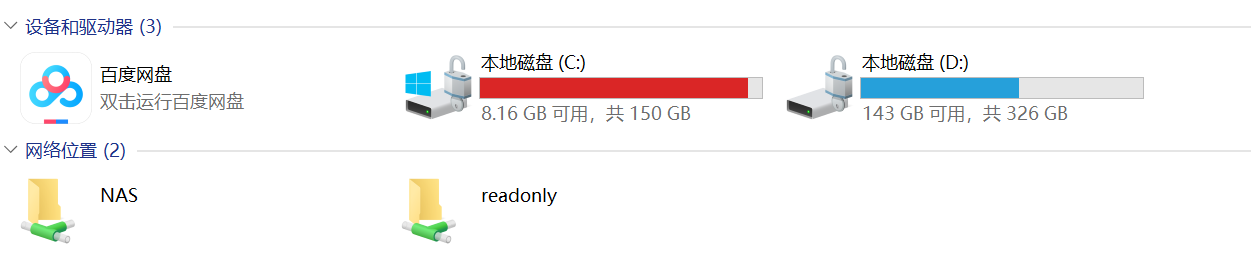 设备和驱动器 (3)
百度网盘
双击运行百度网盘
本地磁盘 (C:)
8.16 GB 可用，共 150 GB
本地磁盘 (D:)
143 GB 可用，共 326 GB
网络位置 (2)
NAS
readonly